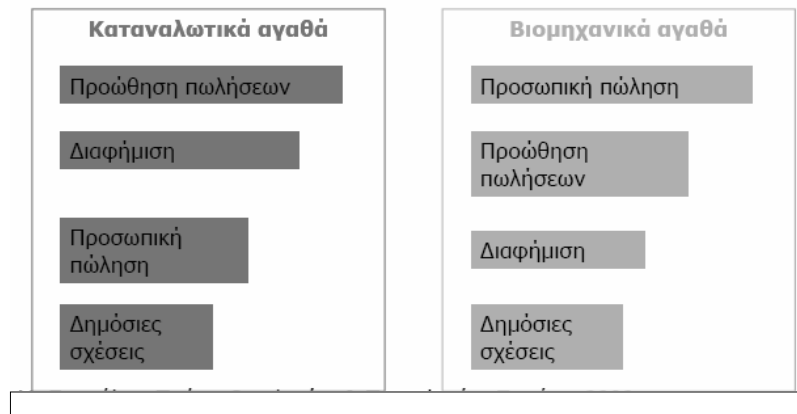 Καταναλωτικά αγαθά
Προώθηση πωλήσεων
Διαφήμιση
Προσωπική
πώληση
Δημόσιες
σχέσεις
Βιομηχανικά αγαθά
Προσωπική πώληση
Προώθηση
πωλήσεων
Διαφήμιση
Δημόσιες
σχέσεις